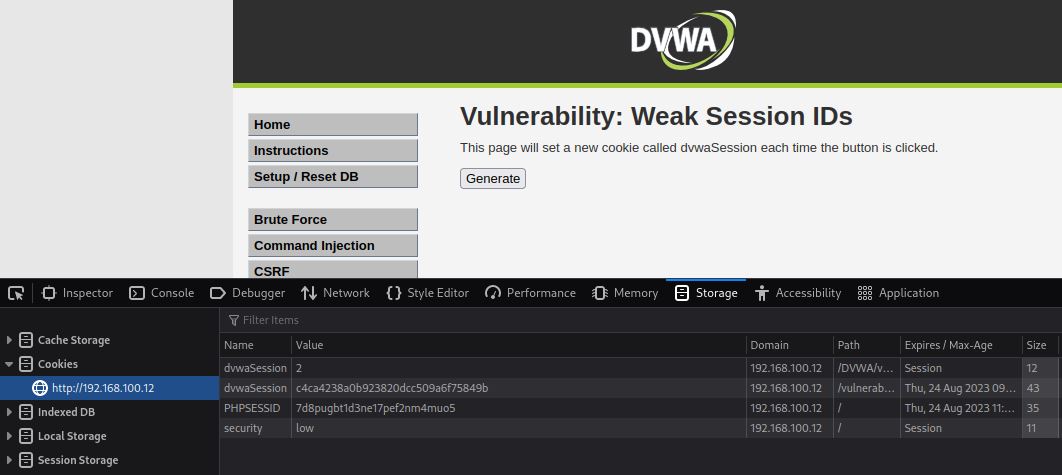 DVWA
Vulnerability: Weak Session IDs
This page will set a new cookie called dvwaSession each time the button is clicked.
Generate
Home
Instructions
Setup / Reset DB
Brute Force
Command Injection
CSRF
Inspector Console Debugger Network Style Editor Performance Memory Storage Accessibility Application
Filter Items
Cache Storage
Cookies
http://192.168.100.12
Indexed DB
Local Storage
Session Storage
Name Value Domain Path Expires / Max-Age Size
dvwaSession 2 192.168.100.12 /DVWA/v... Session 12
dvwaSession c4ca4238a0b923820dcc509a6f75849b 192.168.100.12 /vulnerab... Thu, 24 Aug 2023 09... 43
PHPSESSID 7d8pugbt1d3ne17pef2nm4muo5 192.168.100.12 / Thu, 24 Aug 2023 11:... 35
security low 192.168.100.12 / Session 11